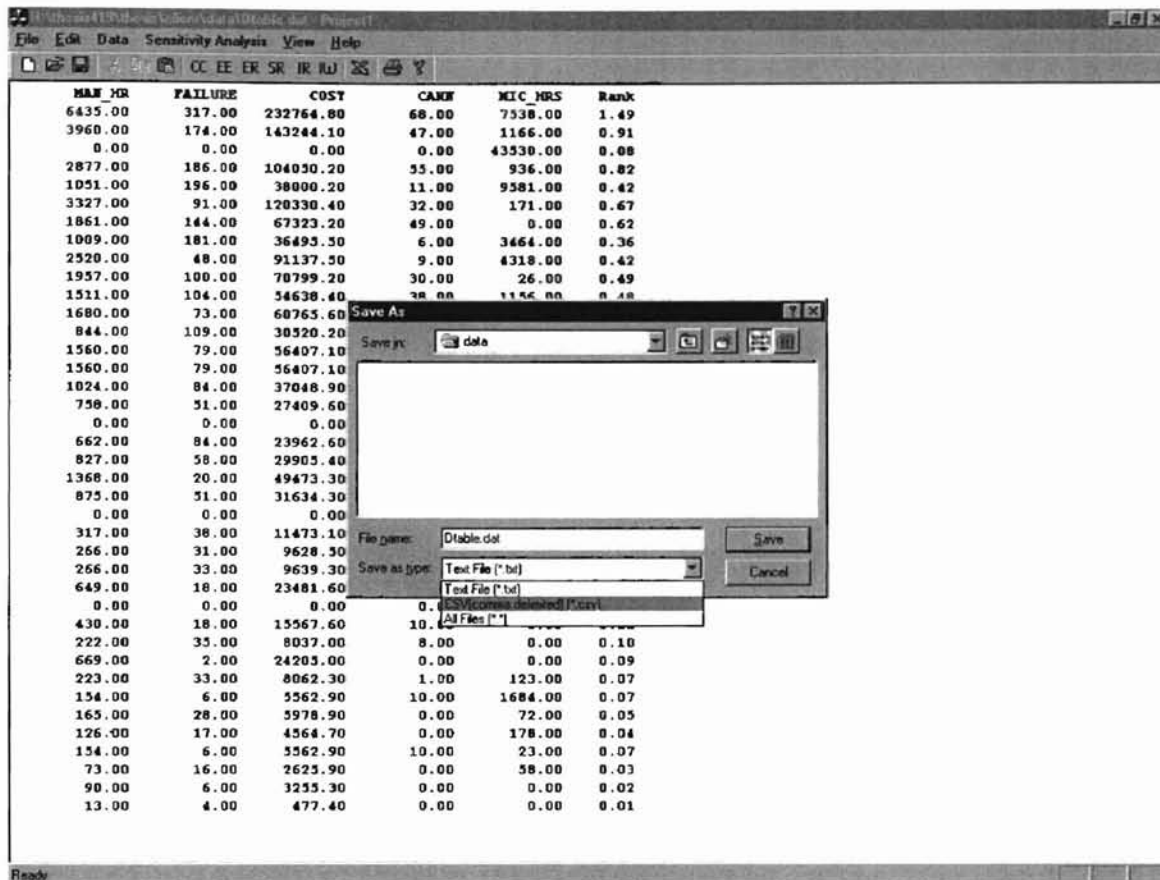 H:\thesis419\thesis\client\data\Dtable.dat - Project1
File Edit Data Sensitivity Analysis View Help
CC EE ER SR IR IW
MAN_HR FAILURE COST CANN MIC_HRS Rank
6435.00 317.00 232764.80 68.00 7538.00 1.49
3960.00 174.00 143244.10 47.00 1166.00 0.91
0.00 0.00 0.00 0.00 43530.00 0.08
2877.00 186.00 104050.20 55.00 936.00 0.82
1051.00 196.00 38000.20 11.00 9581.00 0.42
3327.00 91.00 120330.40 32.00 171.00 0.67
1861.00 144.00 67323.20 49.00 0.00 0.62
1009.00 181.00 36493.50 6.00 3464.00 0.36
2520.00 48.00 91137.50 9.00 4318.00 0.42
1957.00 100.00 70799.20 30.00 26.00 0.49
1511.00 104.00 54638.40 38.00 1156.00 0.48
1680.00 73.00 60765.60
844.00 109.00 30520.20
1560.00 79.00 56407.10
1560.00 79.00 56407.10
1024.00 84.00 37048.90
758.00 51.00 27409.60
0.00 0.00 0.00
662.00 84.00 23962.60
827.00 58.00 29905.40
1368.00 20.00 49473.30
875.00 51.00 31634.30
0.00 0.00 0.00
317.00 38.00 11473.10
266.00 31.00 9628.50
266.00 33.00 9639.30
649.00 18.00 23481.60
0.00 0.00 0.00 0.
430.00 18.00 15567.60 10.
222.00 35.00 8037.00 8.00 0.00 0.10
669.00 2.00 24205.00 0.00 0.00 0.09
223.00 33.00 8062.30 1.00 123.00 0.07
154.00 6.00 5562.90 10.00 1684.00 0.07
165.00 28.00 5978.90 0.00 72.00 0.05
126.00 17.00 4564.70 0.00 178.00 0.04
154.00 6.00 5562.90 10.00 23.00 0.07
73.00 16.00 2625.90 0.00 58.00 0.03
90.00 6.00 3255.30 0.00 0.00 0.02
13.00 4.00 477.40 0.00 0.00 0.01
Save As
Save in: data
File name: Dtable.dat Save
Save as type: Text File (*.txt) Cancel
Text File (*.txt)
CSV(comma delimited) (*.csv)
All Files (*.*)
Ready